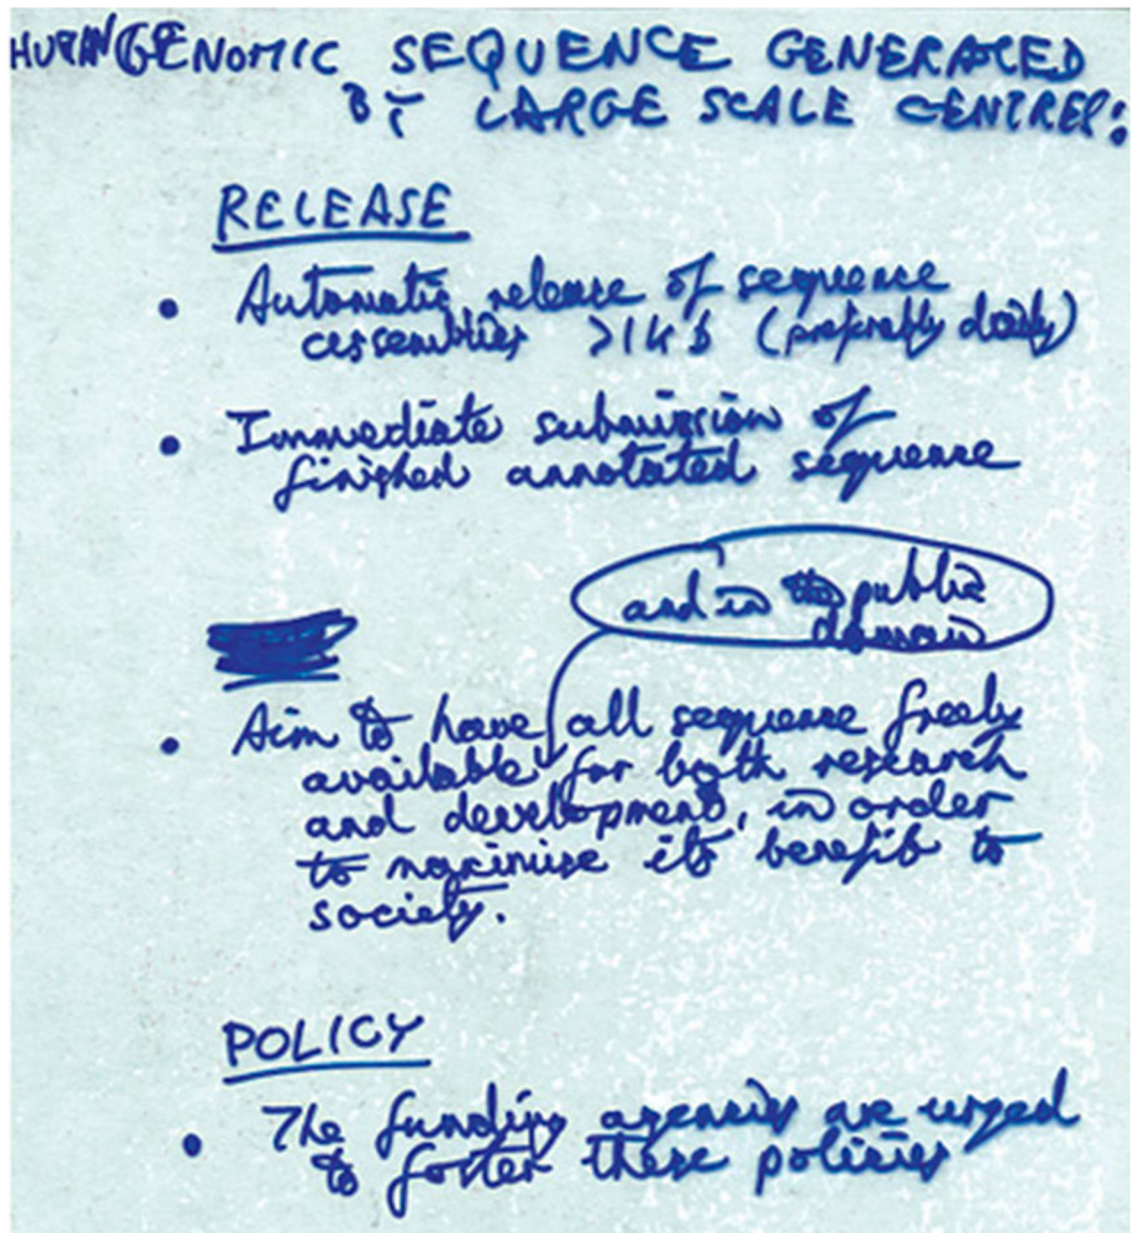 HUMAN GENOMIC SEQUENCE GENERATED
BY LARGE SCALE CENTRES:
RELEASE
• Automatic release of sequence
assemblies >1kb (preferably daily)
• Immediate submission of
finished annotated sequence
and in the public
domain
• Aim to have all sequence freely
available for both research
and development, in order
to maximise its benefit to
society.
POLICY
• The funding agencies are urged
to foster these policies